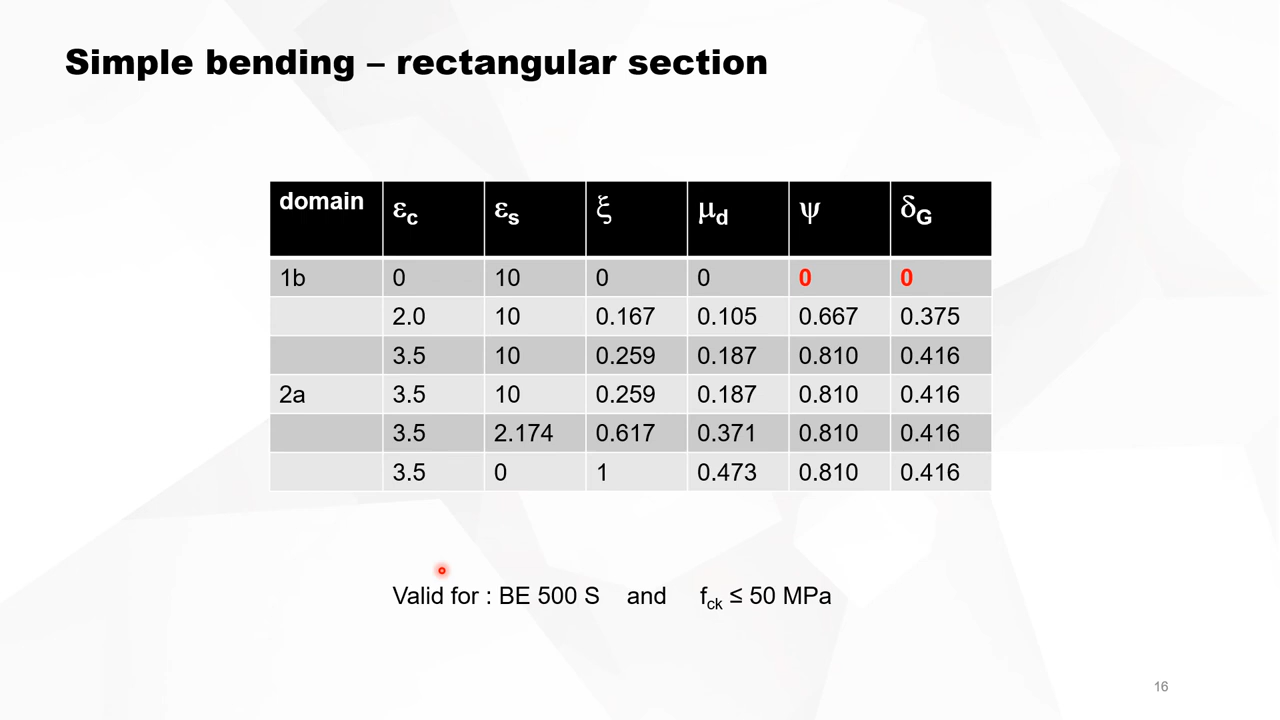 Simple bending – rectangular section
domain εc εs ξ μd ψ δG
1b 0 10 0 0 0 0
2.0 10 0.167 0.105 0.667 0.375
3.5 10 0.259 0.187 0.810 0.416
2a 3.5 10 0.259 0.187 0.810 0.416
3.5 2.174 0.617 0.371 0.810 0.416
3.5 0 1 0.473 0.810 0.416
Valid for : BE 500 S and fck ≤ 50 MPa
16